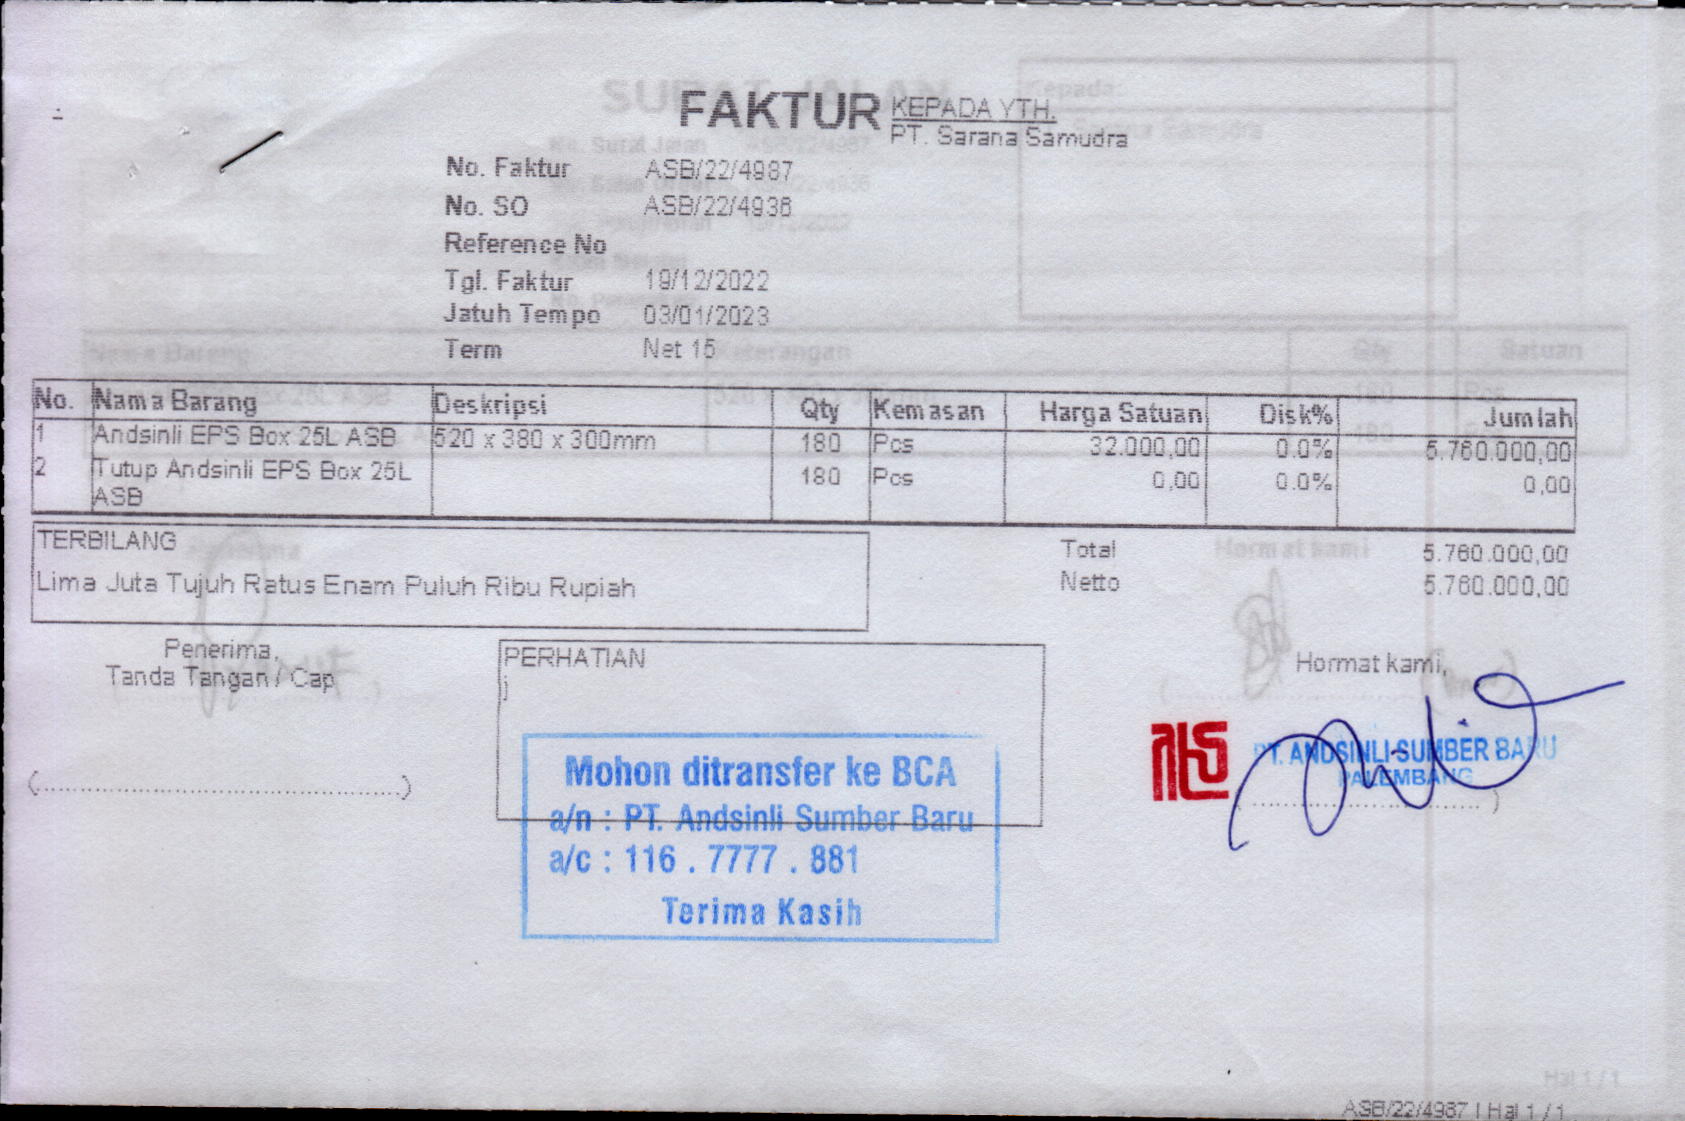 FAKTUR
KEPADA YTH.
PT. Sarana Samudra
No. Faktur ASB/22/4987
No. SO ASB/22/4936
Reference No
Tgl. Faktur 19/12/2022
Jatuh Tempo 03/01/2023
Term Net 15
No. Nama Barang Deskripsi Qty Kemasan Harga Satuan Disk% Jumlah
1 Andsinli EPS Box 25L ASB 520 x 380 x 300mm 180 Pcs 32.000,00 0.0% 5.760.000,00
2 Tutup Andsinli EPS Box 25L 180 Pcs 0,00 0.0% 0,00
ASB
TERBILANG
Lima Juta Tujuh Ratus Enam Puluh Ribu Rupiah
Total 5.760.000,00
Netto 5.760.000,00
Penerima,
Tanda Tangan / Cap
PERHATIAN
j
Hormat kami,
Mohon ditransfer ke BCA
a/n : PT. Andsinli Sumber Baru
a/c : 116 . 7777 . 881
Terima Kasih
PT. ANDSINLI SUMBER BARU
PALEMBANG
ASB/22/4987 | Hal 1 / 1